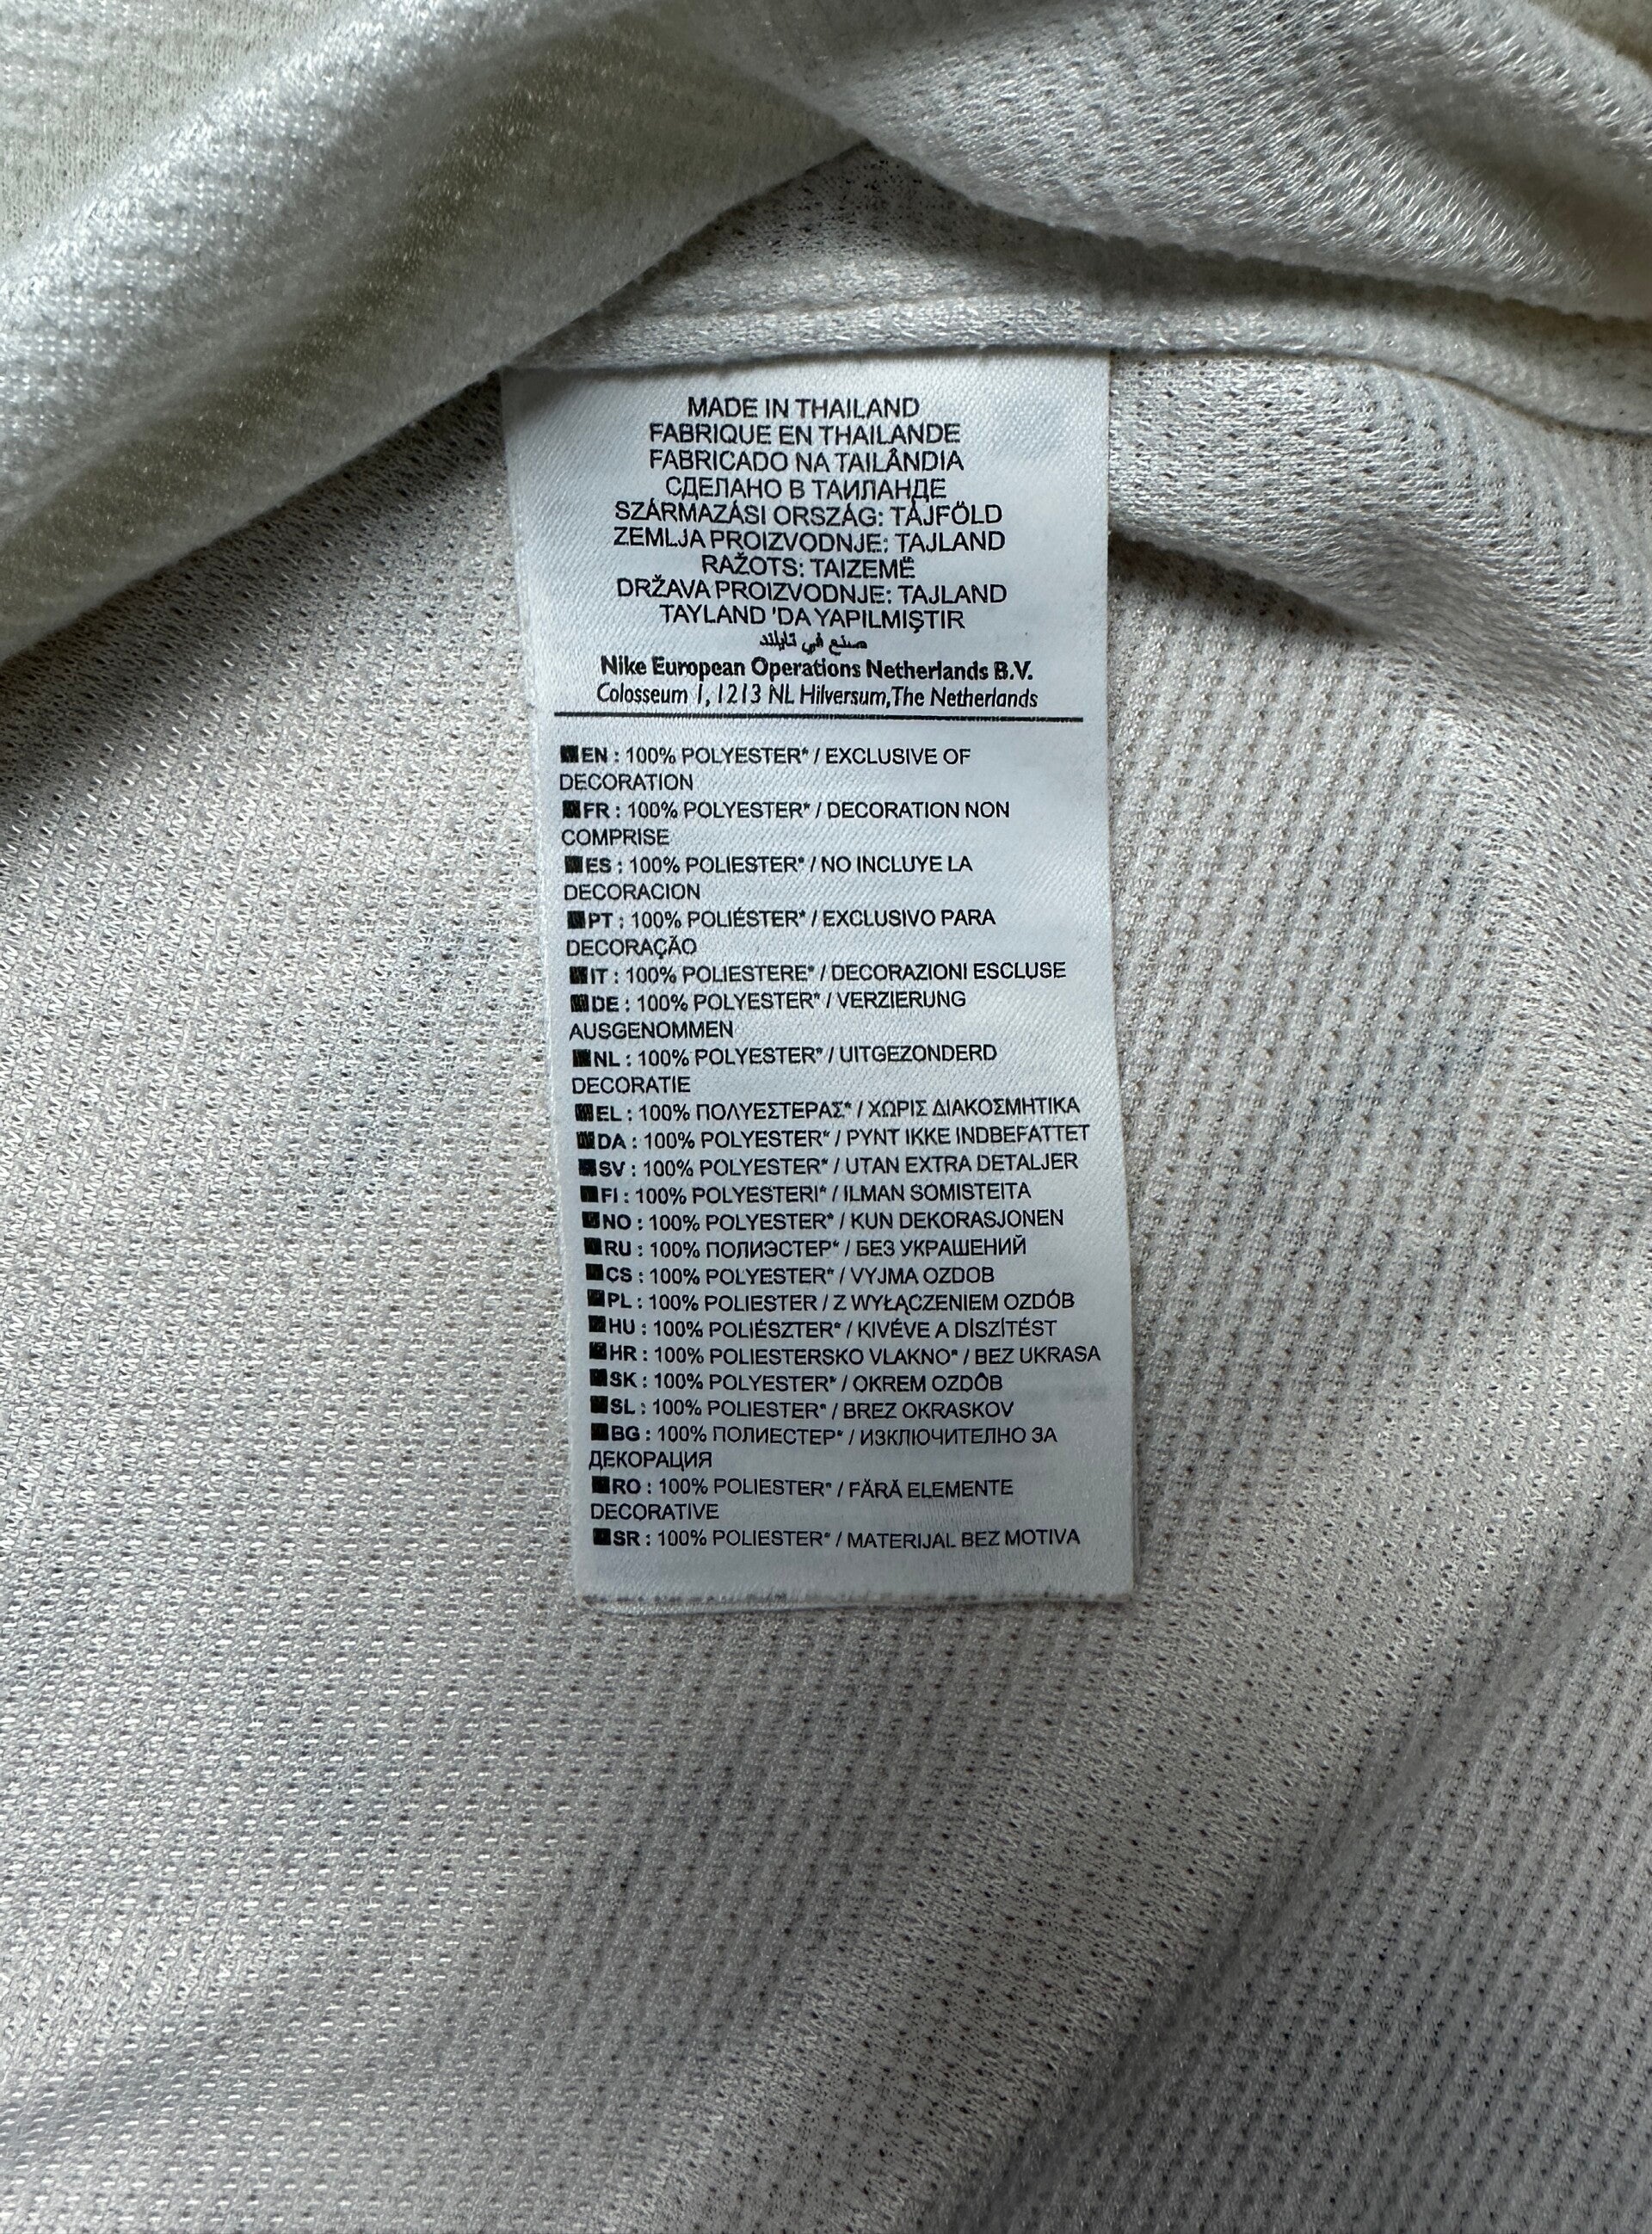 MADE IN THAILAND
FABRIQUE EN THAILANDE
FABRICADO NA TAILÂNDIA
СДЕЛАНО В ТАИЛАНДЕ
SZÁRMAZÁSI ORSZÁG: TÁJFÖLD
ZEMLJA PROIZVODNJE: TAJLAND
RAŽOTS: TAIZEMĒ
DRŽAVA PROIZVODNJE: TAJLAND
TAYLAND 'DA YAPILMIŞTIR
صنع في تايلند
Nike European Operations Netherlands B.V.
Colosseum 1, 1213 NL Hilversum, The Netherlands
EN : 100% POLYESTER* / EXCLUSIVE OF
DECORATION
FR : 100% POLYESTER* / DECORATION NON
COMPRISE
ES : 100% POLIESTER* / NO INCLUYE LA
DECORACION
PT : 100% POLIÉSTER* / EXCLUSIVO PARA
DECORAÇÃO
IT : 100% POLIESTERE* / DECORAZIONI ESCLUSE
DE : 100% POLYESTER* / VERZIERUNG
AUSGENOMMEN
NL : 100% POLYESTER* / UITGEZONDERD
DECORATIE
EL : 100% ΠΟΛΥΕΣΤΕΡΑΣ* / ΧΩΡΙΣ ΔΙΑΚΟΣΜΗΤΙΚΑ
DA : 100% POLYESTER* / PYNT IKKE INDBEFATTET
SV : 100% POLYESTER* / UTAN EXTRA DETALJER
FI : 100% POLYESTERI* / ILMAN SOMISTEITA
NO : 100% POLYESTER* / KUN DEKORASJONEN
RU : 100% ПОЛИЭСТЕР* / БЕЗ УКРАШЕНИЙ
CS : 100% POLYESTER* / VYJMA OZDOB
PL : 100% POLIESTER / Z WYŁĄCZENIEM OZDÓB
HU : 100% POLIÉSZTER* / KIVÉVE A DÍSZÍTÉST
HR : 100% POLIESTERSKO VLAKNO* / BEZ UKRASA
SK : 100% POLYESTER* / OKREM OZDÔB
SL : 100% POLIESTER* / BREZ OKRASKOV
BG : 100% ПОЛИЕСТЕР* / ИЗКЛЮЧИТЕЛНО ЗА
ДЕКОРАЦИЯ
RO : 100% POLIESTER* / FĂRĂ ELEMENTE
DECORATIVE
SR : 100% POLIESTER* / MATERIJAL BEZ MOTIVA